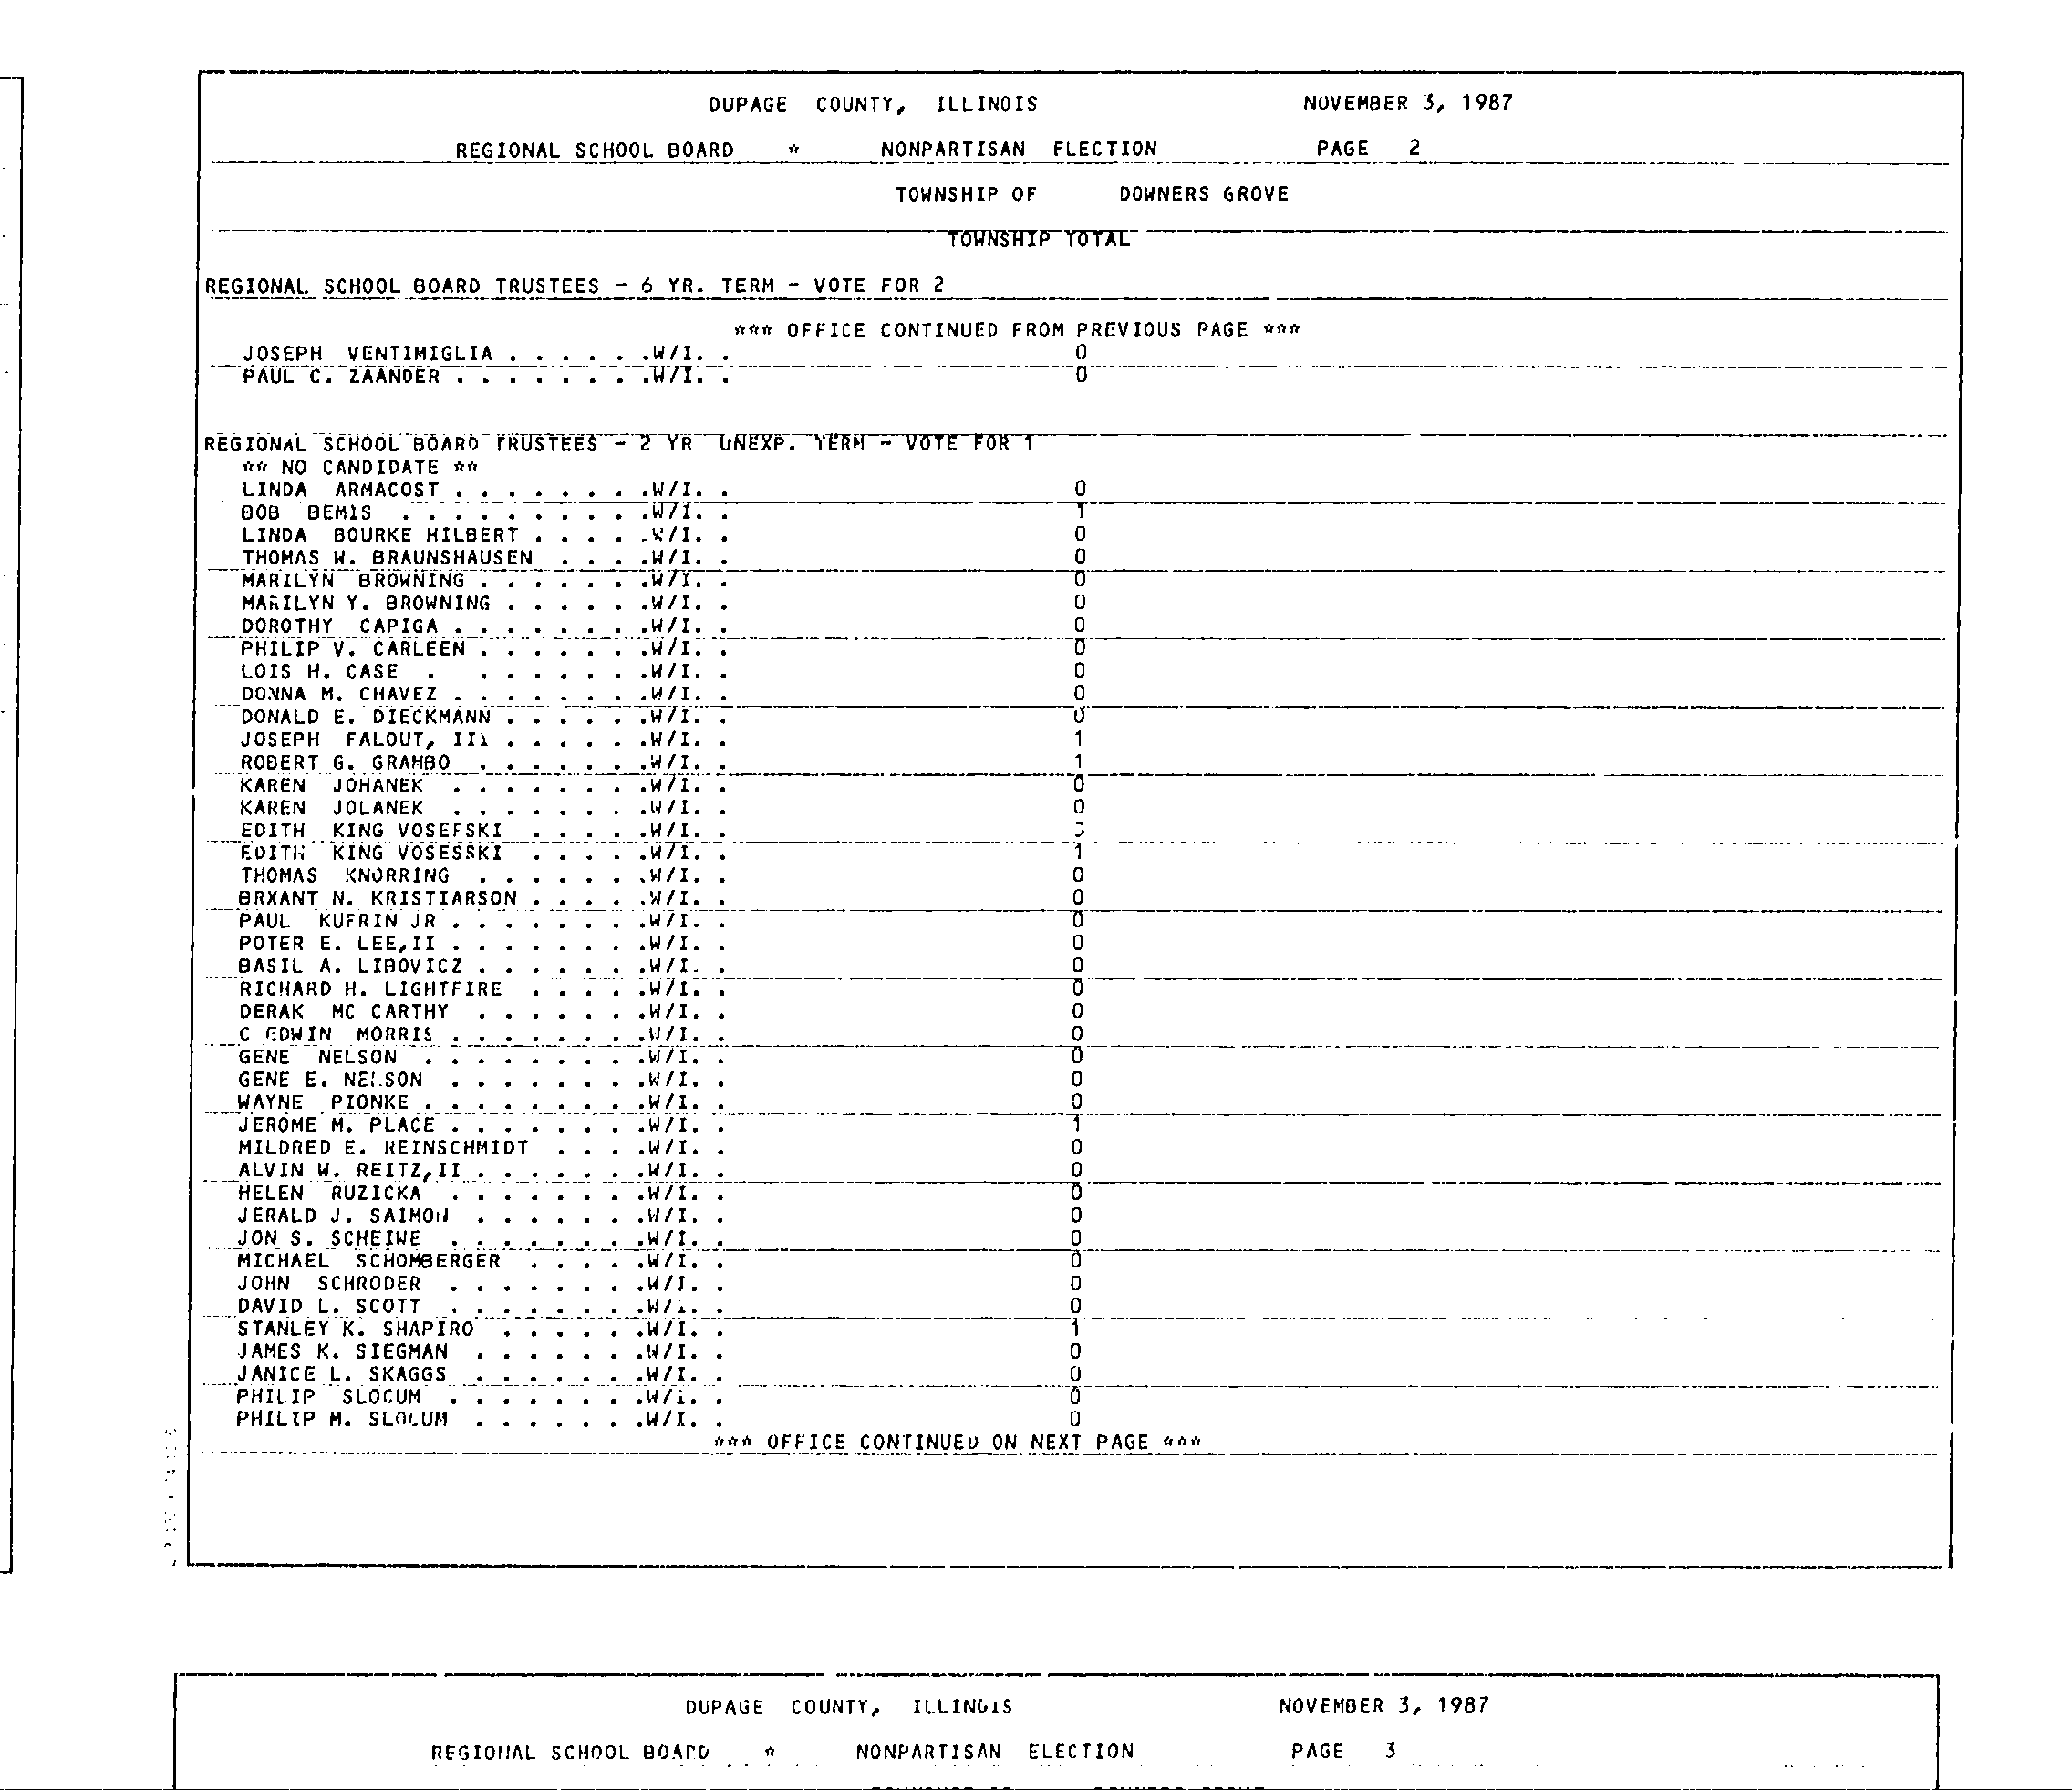 DUPAGE COUNTY, ILLINOIS NOVEMBER 3, 1987
REGIONAL SCHOOL BOARD * NONPARTISAN ELECTION PAGE 2
TOWNSHIP OF DOWNERS GROVE
TOWNSHIP TOTAL
REGIONAL SCHOOL BOARD TRUSTEES - 6 YR. TERM - VOTE FOR 2
*** OFFICE CONTINUED FROM PREVIOUS PAGE ***
JOSEPH VENTIMIGLIA . . . . . .W/I. . 0
PAUL C. ZAANDER . . . . . . . .W/I. . 0
REGIONAL SCHOOL BOARD TRUSTEES - 2 YR UNEXP. TERM - VOTE FOR 1
** NO CANDIDATE **
LINDA ARMACOST . . . . . . . .W/I. . 0
BOB BEMIS . . . . . . . . . .W/I. . 1
LINDA BOURKE HILBERT . . . . .W/I. . 0
THOMAS W. BRAUNSHAUSEN . . . .W/I. . 0
MARILYN BROWNING . . . . . . .W/I. . 0
MARILYN Y. BROWNING . . . . . .W/I. . 0
DOROTHY CAPIGA . . . . . . . .W/I. . 0
PHILIP V. CARLEEN . . . . . . .W/I. . 0
LOIS H. CASE . . . . . . . .W/I. . 0
DONNA M. CHAVEZ . . . . . . . .W/I. . 0
DONALD E. DIECKMANN . . . . . .W/I. . 0
JOSEPH FALOUT, III . . . . . .W/I. . 1
ROBERT G. GRAMBO . . . . . . .W/I. . 1
KAREN JOHANEK . . . . . . . .W/I. . 0
KAREN JOLANEK . . . . . . . .W/I. . 0
EDITH KING VOSEFSKI . . . . .W/I. .
EDITH KING VOSESSKI . . . . .W/I. . 1
THOMAS KNORRING . . . . . . .W/I. . 0
BRXANT N. KRISTIARSON . . . . .W/I. . 0
PAUL KUFRIN JR . . . . . . . .W/I. . 0
POTER E. LEE,II . . . . . . . .W/I. . 0
BASIL A. LIBOVICZ . . . . . . .W/I. . 0
RICHARD H. LIGHTFIRE . . . . .W/I. . 0
DERAK MC CARTHY . . . . . . .W/I. . 0
C EDWIN MORRIS . . . . . . . .W/I. . 0
GENE NELSON . . . . . . . . .W/I. . 0
GENE E. NELSON . . . . . . . .W/I. . 0
WAYNE PIONKE . . . . . . . . .W/I. . 0
JEROME M. PLACE . . . . . . . .W/I. . 1
MILDRED E. REINSCHMIDT . . . .W/I. . 0
ALVIN W. REITZ,II . . . . . . .W/I. . 0
HELEN RUZICKA . . . . . . . .W/I. . 0
JERALD J. SAIMON . . . . . . .W/I. . 0
JON S. SCHEIWE . . . . . . . .W/I. . 0
MICHAEL SCHOMBERGER . . . . .W/I. . 0
JOHN SCHRODER . . . . . . . .W/I. . 0
DAVID L. SCOTT . . . . . . . .W/I. . 0
STANLEY K. SHAPIRO . . . . . .W/I. . 1
JAMES K. SIEGMAN . . . . . . .W/I. . 0
JANICE L. SKAGGS . . . . . . .W/I. . 0
PHILIP SLOCUM . . . . . . . .W/I. . 0
PHILIP M. SLOCUM . . . . . . .W/I. . 0
*** OFFICE CONTINUED ON NEXT PAGE ***
DUPAGE COUNTY, ILLINOIS NOVEMBER 3, 1987
REGIONAL SCHOOL BOARD * NONPARTISAN ELECTION PAGE 3